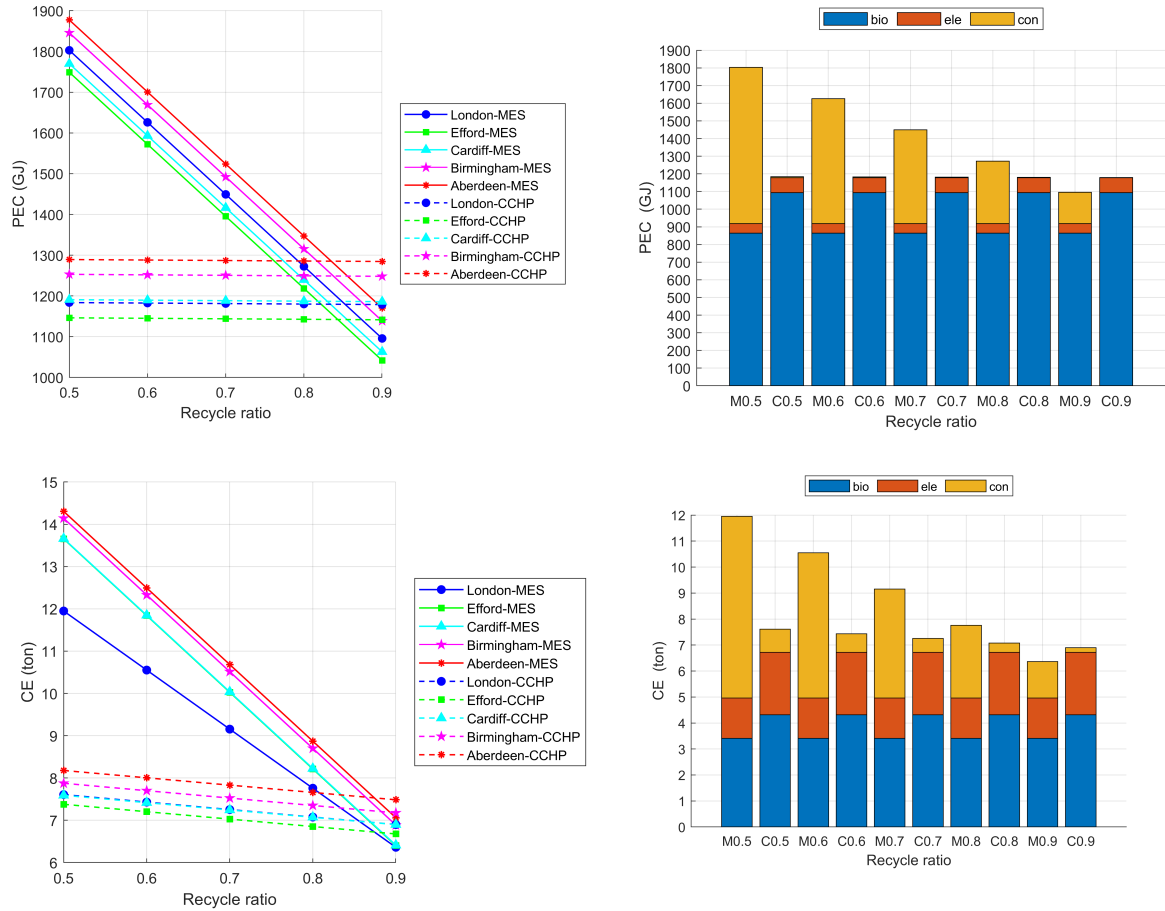 1900
1800
1700
1600
1500
1400
1300
1200
1100
1000
PEC (GJ)
0.5 0.6 0.7 0.8 0.9
Recycle ratio
London-MES
Efford-MES
Cardiff-MES
Birmingham-MES
Aberdeen-MES
London-CCHP
Efford-CCHP
Cardiff-CCHP
Birmingham-CCHP
Aberdeen-CCHP
bio ele con
1900
1800
1700
1600
1500
1400
1300
1200
1100
1000
900
800
700
600
500
400
300
200
100
0
PEC (GJ)
M0.5 C0.5 M0.6 C0.6 M0.7 C0.7 M0.8 C0.8 M0.9 C0.9
Recycle ratio
15
14
13
12
11
10
9
8
7
6
CE (ton)
0.5 0.6 0.7 0.8 0.9
Recycle ratio
London-MES
Efford-MES
Cardiff-MES
Birmingham-MES
Aberdeen-MES
London-CCHP
Efford-CCHP
Cardiff-CCHP
Birmingham-CCHP
Aberdeen-CCHP
bio ele con
12
11
10
9
8
7
6
5
4
3
2
1
0
CE (ton)
M0.5 C0.5 M0.6 C0.6 M0.7 C0.7 M0.8 C0.8 M0.9 C0.9
Recycle ratio